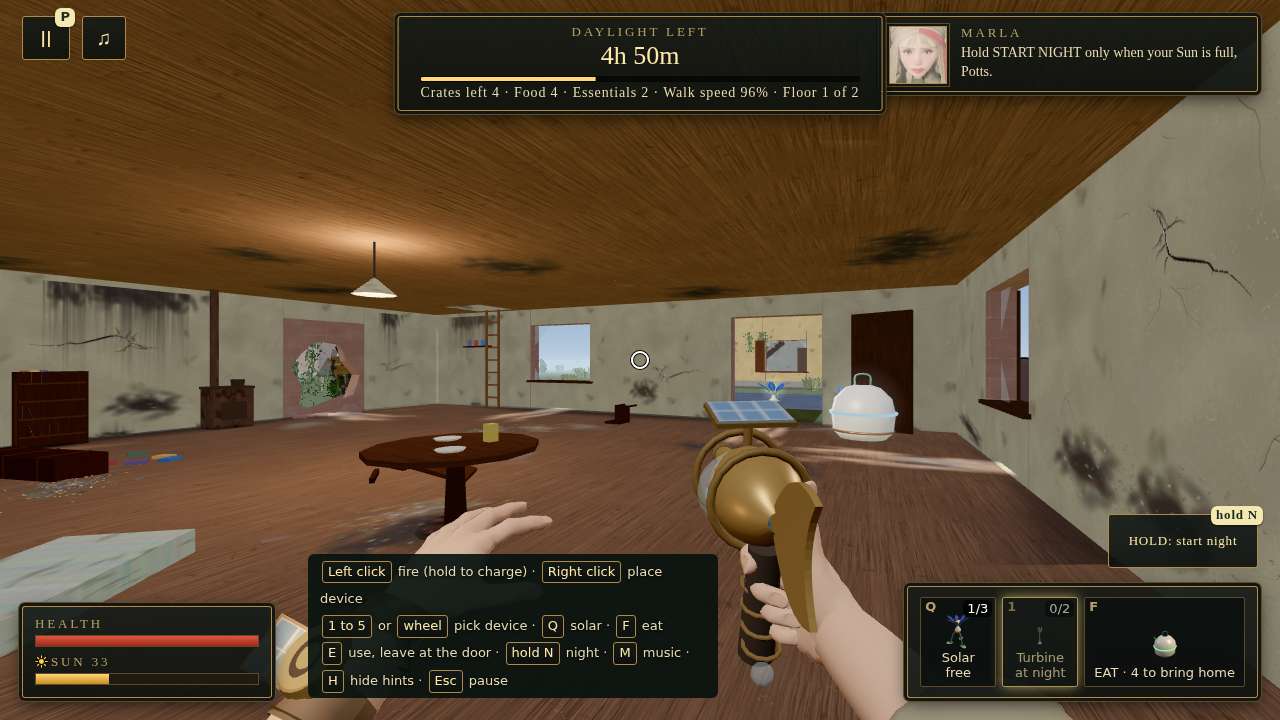 P
DAYLIGHT LEFT
4h 50m
Crates left 4 · Food 4 · Essentials 2 · Walk speed 96% · Floor 1 of 2
MARLA
Hold START NIGHT only when your Sun is full,
Potts.
hold N
HOLD: start night
HEALTH
SUN 33
Left click fire (hold to charge) · Right click place
device
1 to 5 or wheel pick device · Q solar · F eat
E use, leave at the door · hold N night · M music ·
H hide hints · Esc pause
Q 1/3
Solar
free
1 0/2
Turbine
at night
F
EAT · 4 to bring home